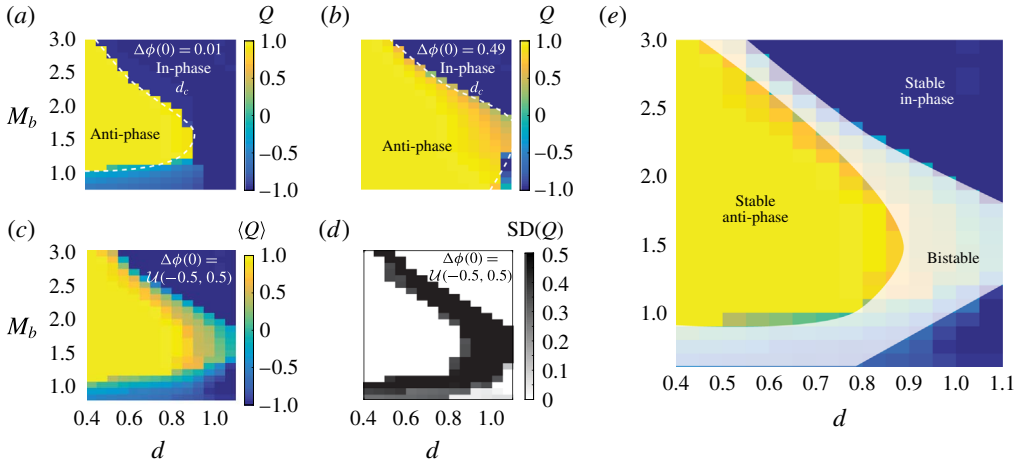 (a)
Q
Δϕ(0) = 0.01
In-phase
d_c
Anti-phase
M_b
3.0
2.5
2.0
1.5
1.0
1.0
0.5
0
−0.5
−1.0
(b)
Q
Δϕ(0) = 0.49
In-phase
d_c
Anti-phase
1.0
0.5
0
−0.5
−1.0
(c)
⟨Q⟩
Δϕ(0) =
𝒰(−0.5, 0.5)
M_b
3.0
2.5
2.0
1.5
1.0
0.4 0.6 0.8 1.0
d
1.0
0.5
0
−0.5
−1.0
(d)
SD(Q)
Δϕ(0) =
𝒰(−0.5, 0.5)
0.4 0.6 0.8 1.0
d
0.5
0.4
0.3
0.2
0.1
0
(e)
3.0
2.5
2.0
1.5
1.0
Stable
in-phase
Stable
anti-phase
Bistable
0.4 0.5 0.6 0.7 0.8 0.9 1.0 1.1
d